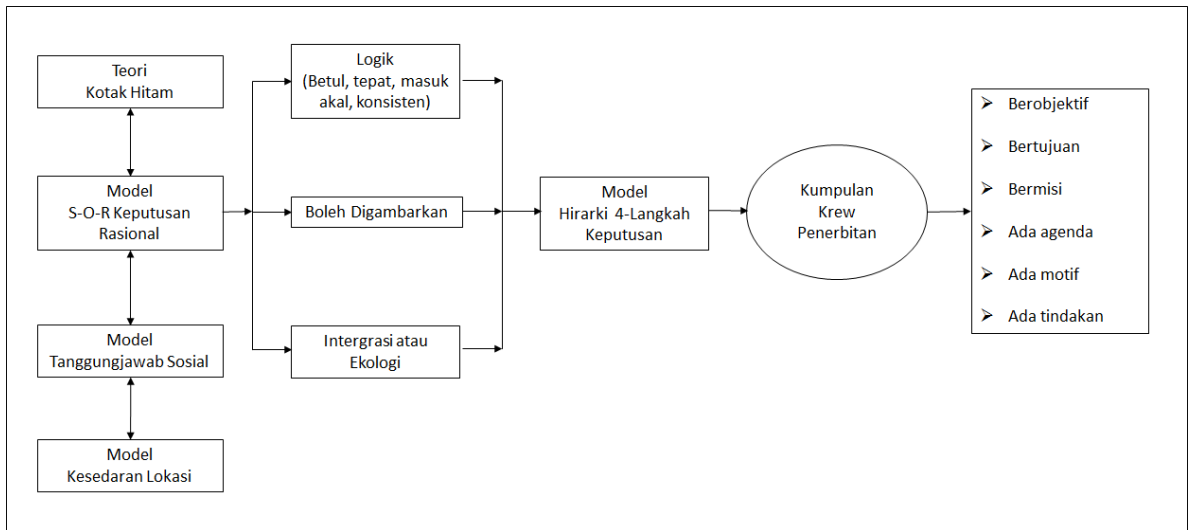 Teori
Kotak Hitam
Model
S-O-R Keputusan
Rasional
Model
Tanggungjawab Sosial
Model
Kesedaran Lokasi
Logik
(Betul, tepat, masuk
akal, konsisten)
Boleh Digambarkan
Intergrasi atau
Ekologi
Model
Hirarki 4-Langkah
Keputusan
Kumpulan
Krew
Penerbitan
Berobjektif
Bertujuan
Bermisi
Ada agenda
Ada motif
Ada tindakan